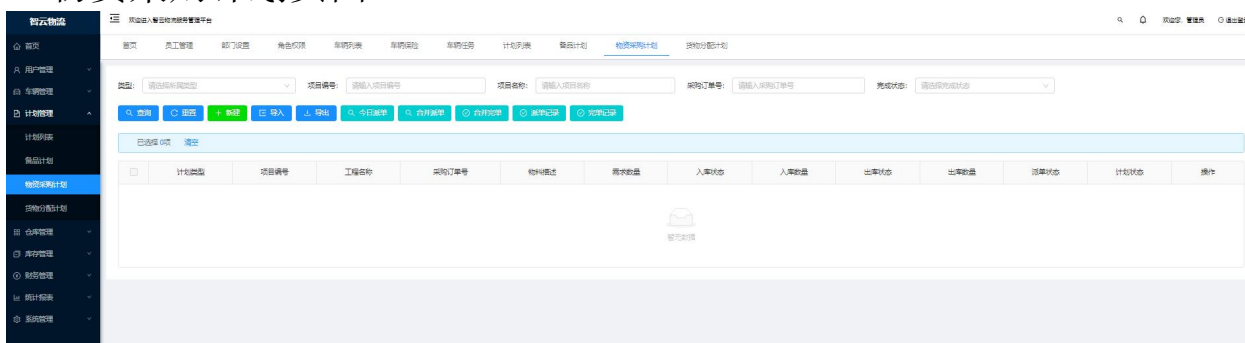 智云物流
欢迎进入智云物流服务管理平台
欢迎您, 管理员 退出登录
首页 员工管理 部门设置 角色权限 车辆列表 车辆保险 车辆任务 计划列表 备品计划 物资采购计划 货物分配计划
首页
用户管理
车辆管理
计划管理
计划列表
备品计划
物资采购计划
货物分配计划
仓库管理
库存管理
财务管理
统计报表
系统管理
类型: 请选择所属类型 项目编号: 请输入项目编号 项目名称: 请输入项目名称 采购订单号: 请输入采购订单号 完成状态: 请选择完成状态
查询 重置 新建 导入 导出 今日派单 合并派单 合并完单 派单记录 完单记录
已选择 0项 清空
计划类型 项目编号 工程名称 采购订单号 物料描述 需求数量 入库状态 入库数量 出库状态 出库数量 派单状态 计划状态 操作
暂无数据